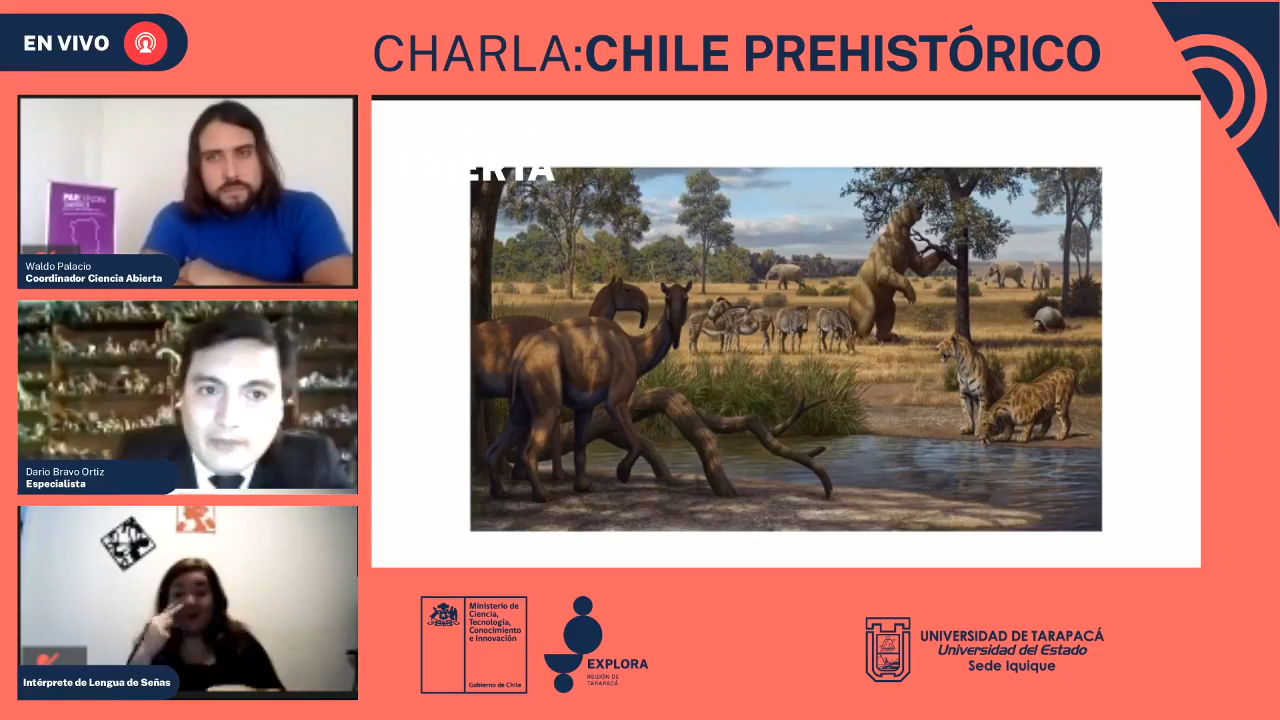 EN VIVO
CHARLA:CHILE PREHISTÓRICO
Waldo Palacio
Coordinador Ciencia Abierta
Dario Bravo Ortiz
Especialista
Intérprete de Lengua de Señas
ABIERTA
Ministerio de
Ciencia,
Tecnología,
Conocimiento
e Innovación
Gobierno de Chile
EXPLORA
REGIÓN DE
TARAPACÁ
UNIVERSIDAD DE TARAPACÁ
Universidad del Estado
Sede Iquique